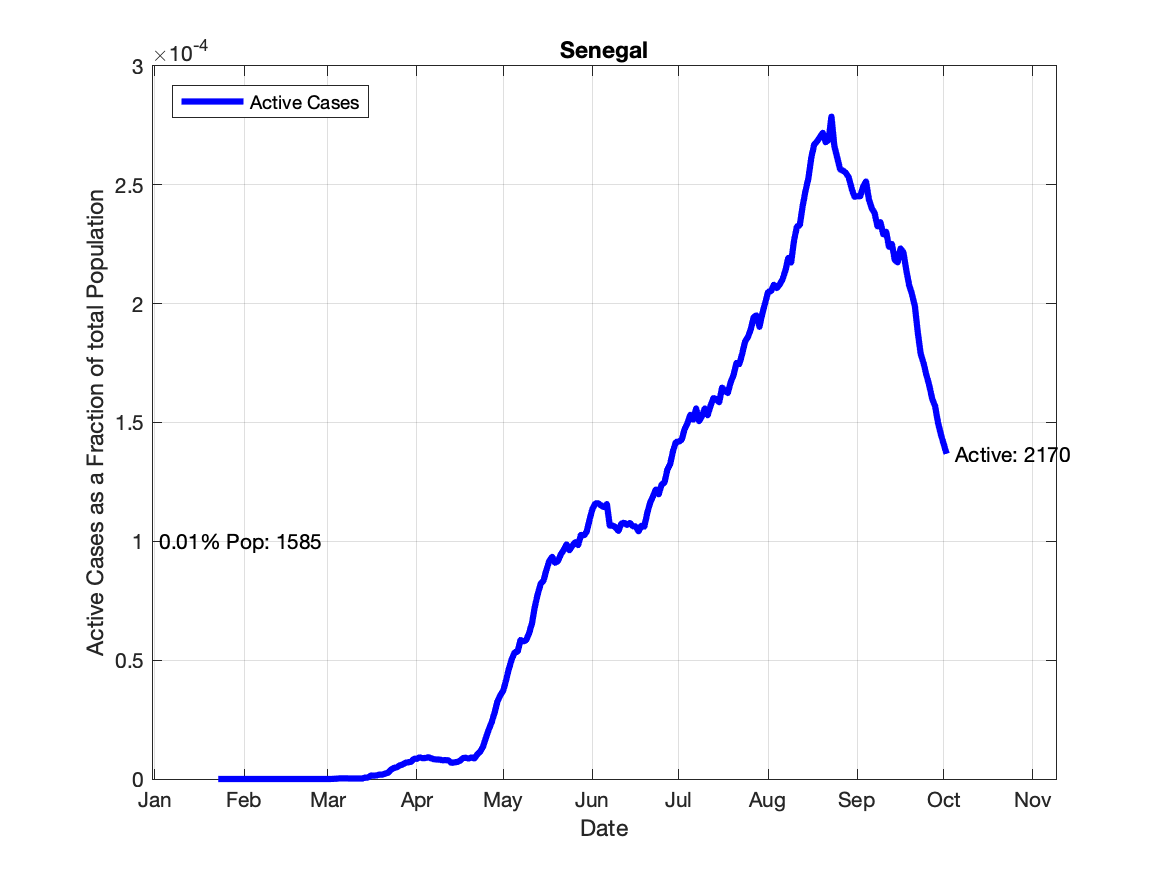 Senegal
×10-4
3
2.5
2
1.5
1
0.5
0
Active Cases as a Fraction of total Population
Active Cases
0.01% Pop: 1585
Active: 2170
Jan Feb Mar Apr May Jun Jul Aug Sep Oct Nov
Date